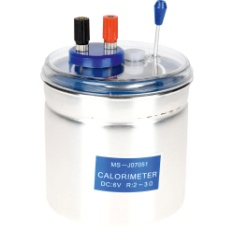 MS-J07051
CALORIMETER
DC:6V R:2-3Ω